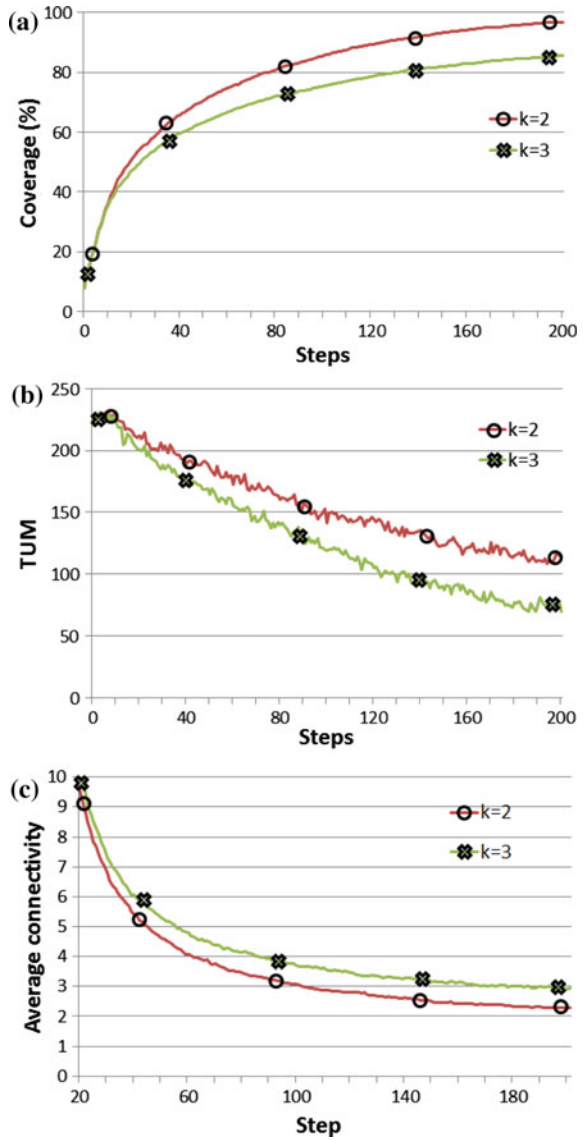 (a)
Coverage (%)
100
80
60
40
20
0
k=2
k=3
0 40 80 120 160 200
Steps
(b)
TUM
250
200
150
100
50
0
k=2
k=3
0 40 80 120 160 200
Steps
(c)
Average connectivity
10
9
8
7
6
5
4
3
2
1
0
k=2
k=3
20 60 100 140 180
Step